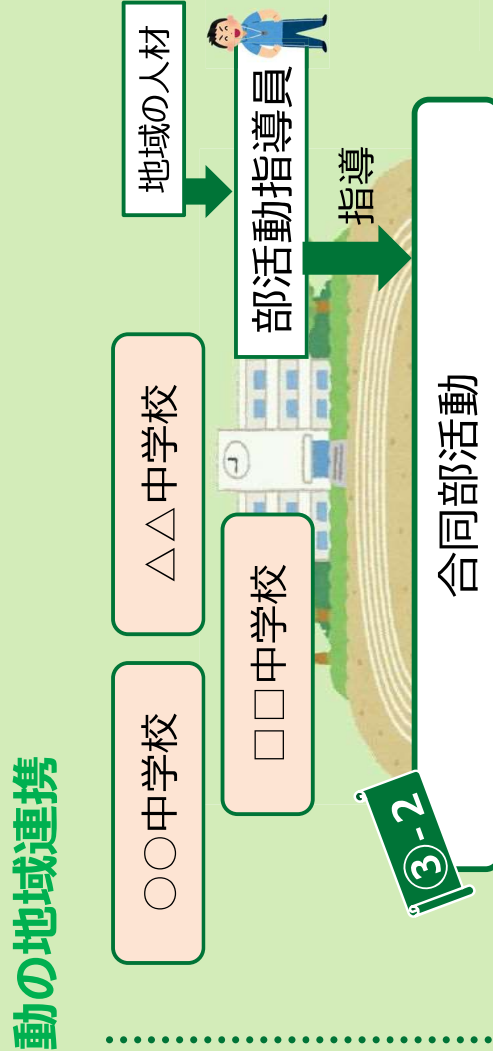 動の地域連携
○○中学校
△△中学校
□□中学校
地域の人材
部活動指導員
指導
合同部活動
③-2